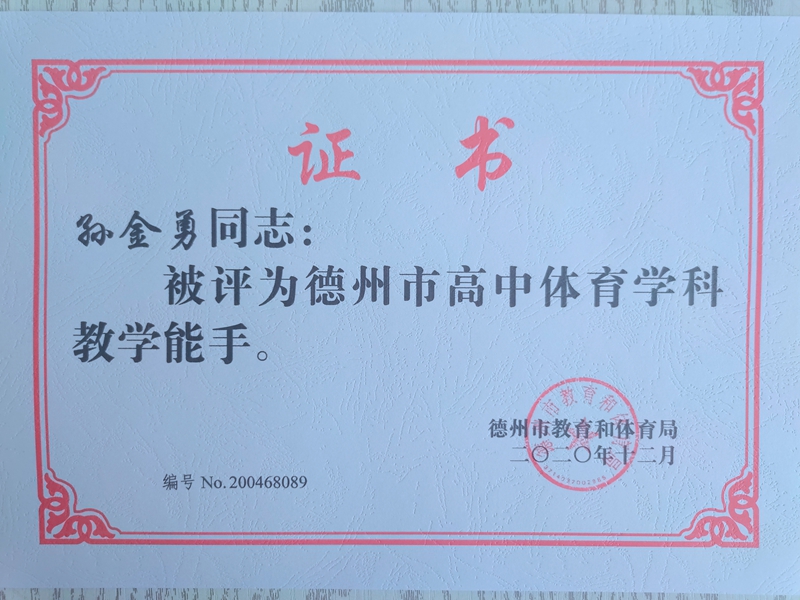 证 书
孙金勇同志：
被评为德州市高中体育学科
教学能手。
德州市教育和体育局
二〇二〇年十二月
编号 No.200468089